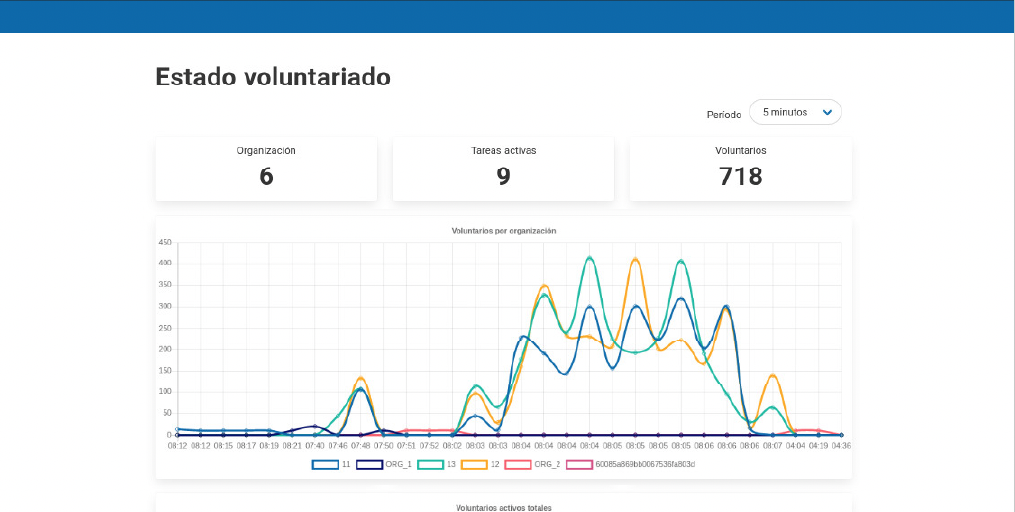 Estado voluntariado
Período 5 minutos
Organización Tareas activas Voluntarios
6 9 718
Voluntarios por organización
450
400
350
300
250
200
150
100
50
0
08:12 08:12 08:15 08:17 08:19 08:21 07:40 07:46 07:48 07:50 07:51 07:52 08:02 08:03 08:03 08:04 08:04 08:04 08:04 08:05 08:05 08:05 08:05 08:06 08:06 08:06 08:07 04:04 04:19 04:36
11 ORG_1 13 12 ORG_2 60085a869bb0067536fa803d
Voluntarios activos totales